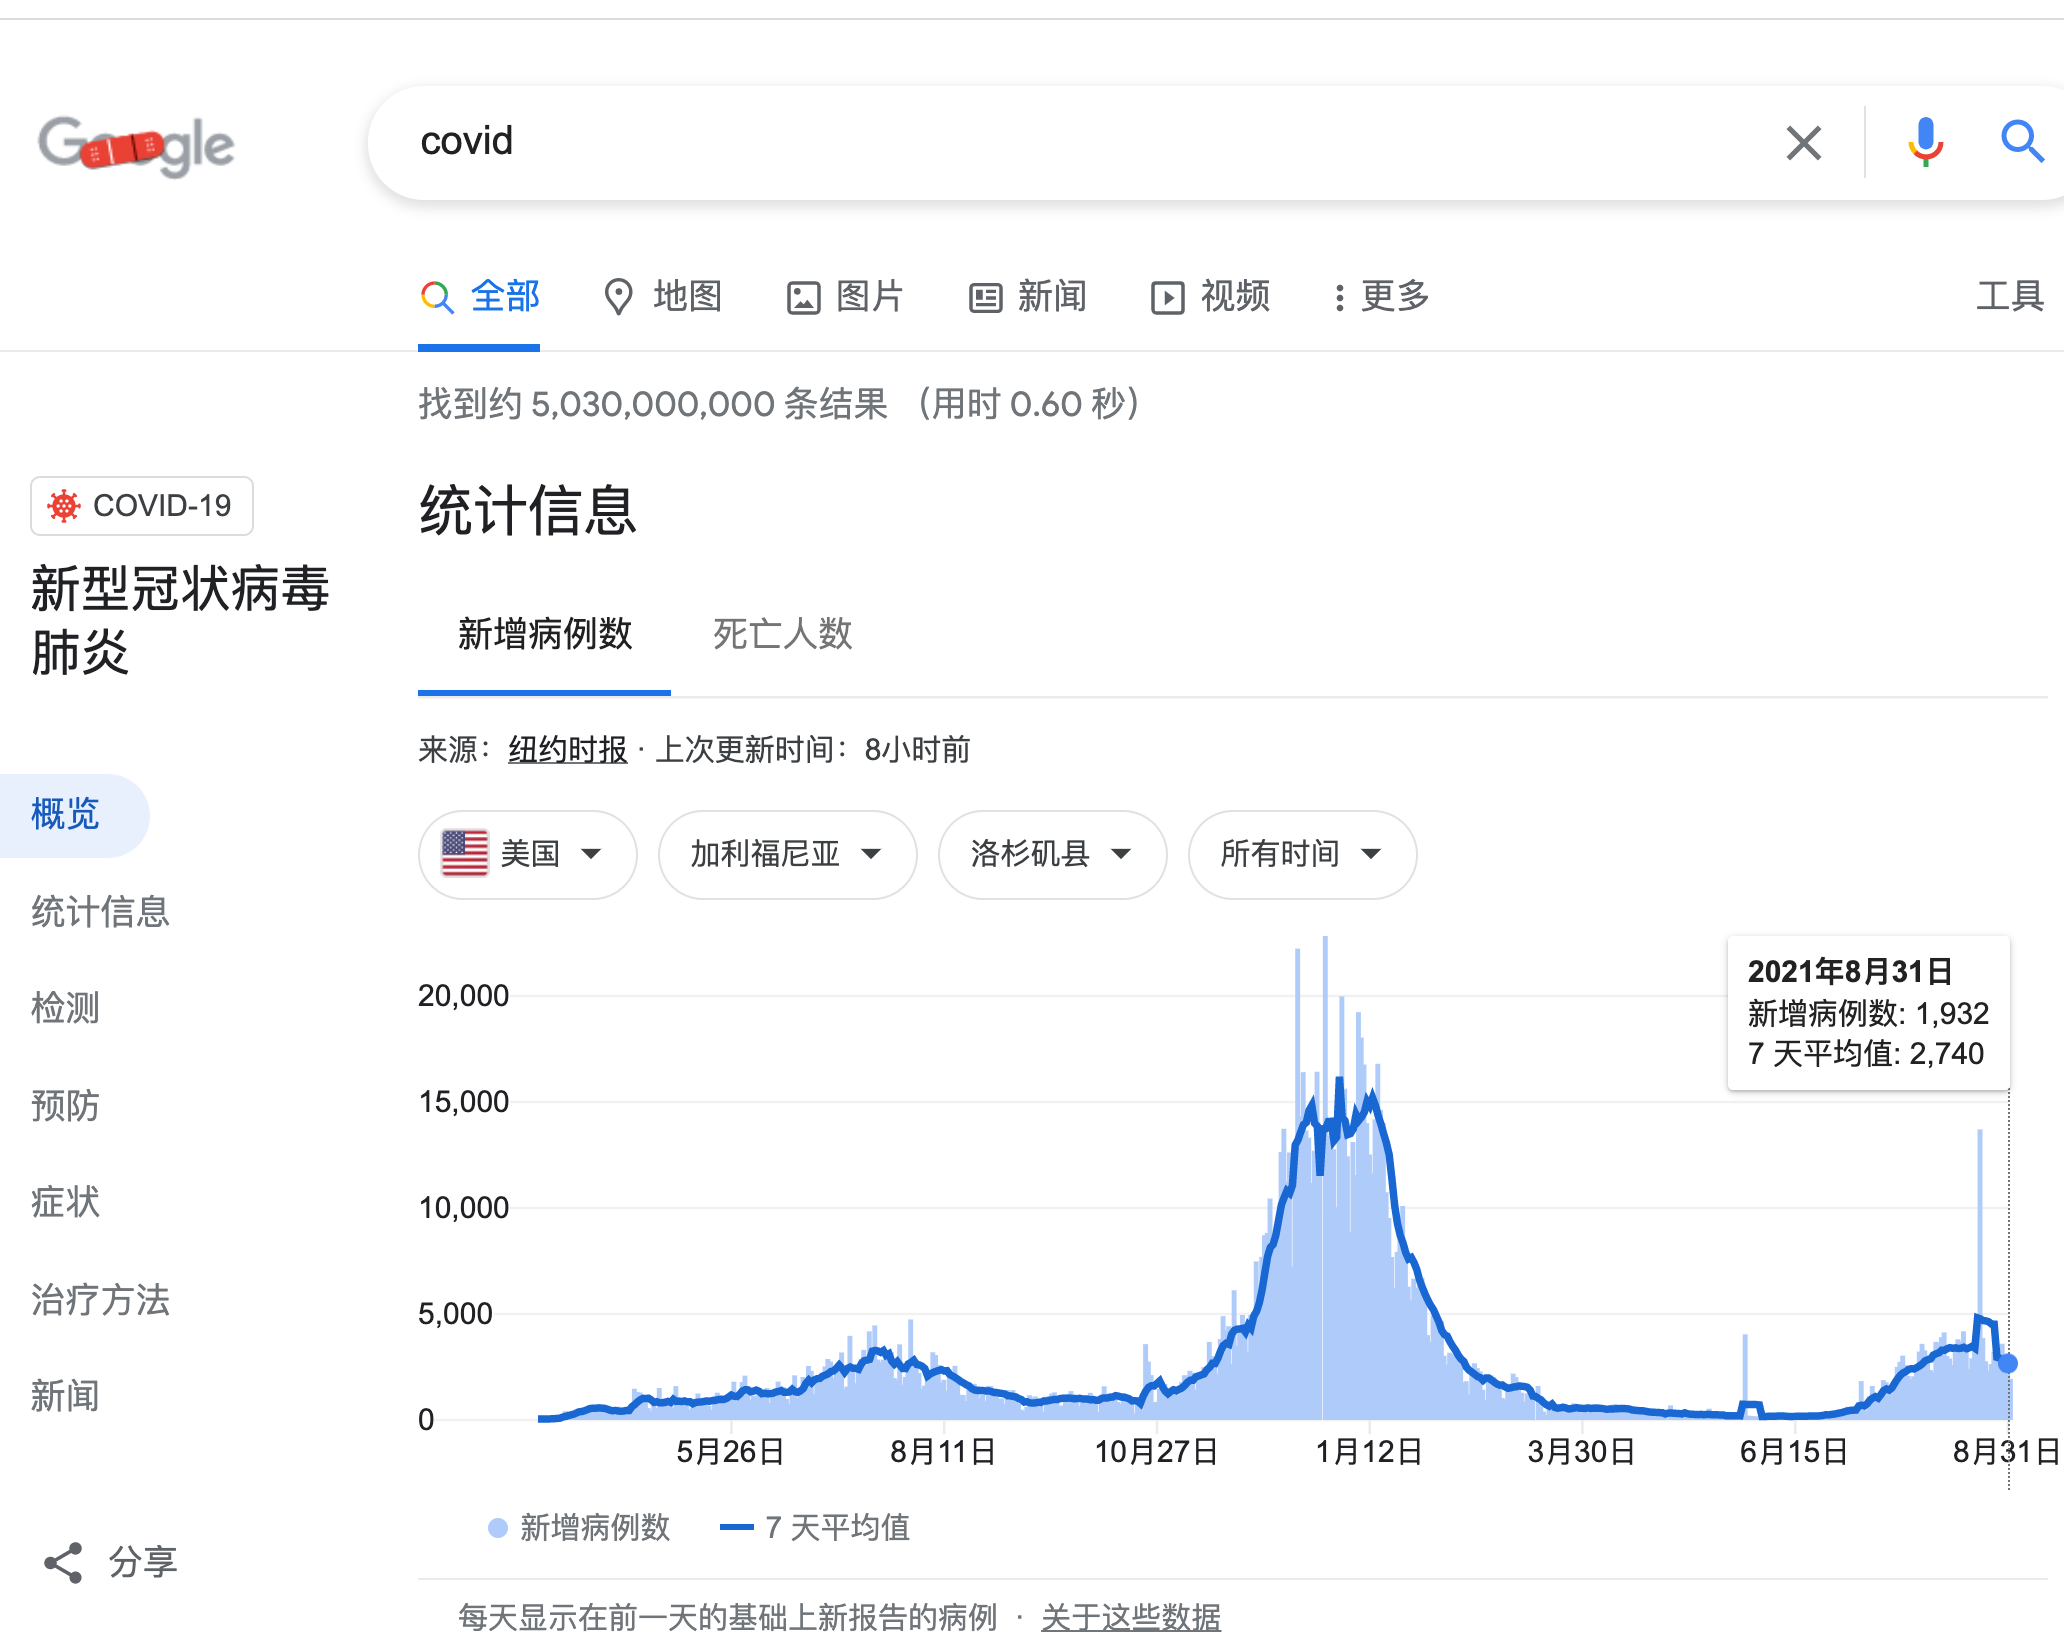 Google
covid
全部 地图 图片 新闻 视频 更多 工具
找到约 5,030,000,000 条结果 （用时 0.60 秒）
COVID-19
新型冠状病毒
肺炎
概览
统计信息
检测
预防
症状
治疗方法
新闻
分享
统计信息
新增病例数 死亡人数
来源：纽约时报 · 上次更新时间：8小时前
美国 加利福尼亚 洛杉矶县 所有时间
2021年8月31日
新增病例数: 1,932
7 天平均值: 2,740
20,000
15,000
10,000
5,000
0
5月26日 8月11日 10月27日 1月12日 3月30日 6月15日 8月31日
新增病例数 7 天平均值
每天显示在前一天的基础上新报告的病例 · 关于这些数据